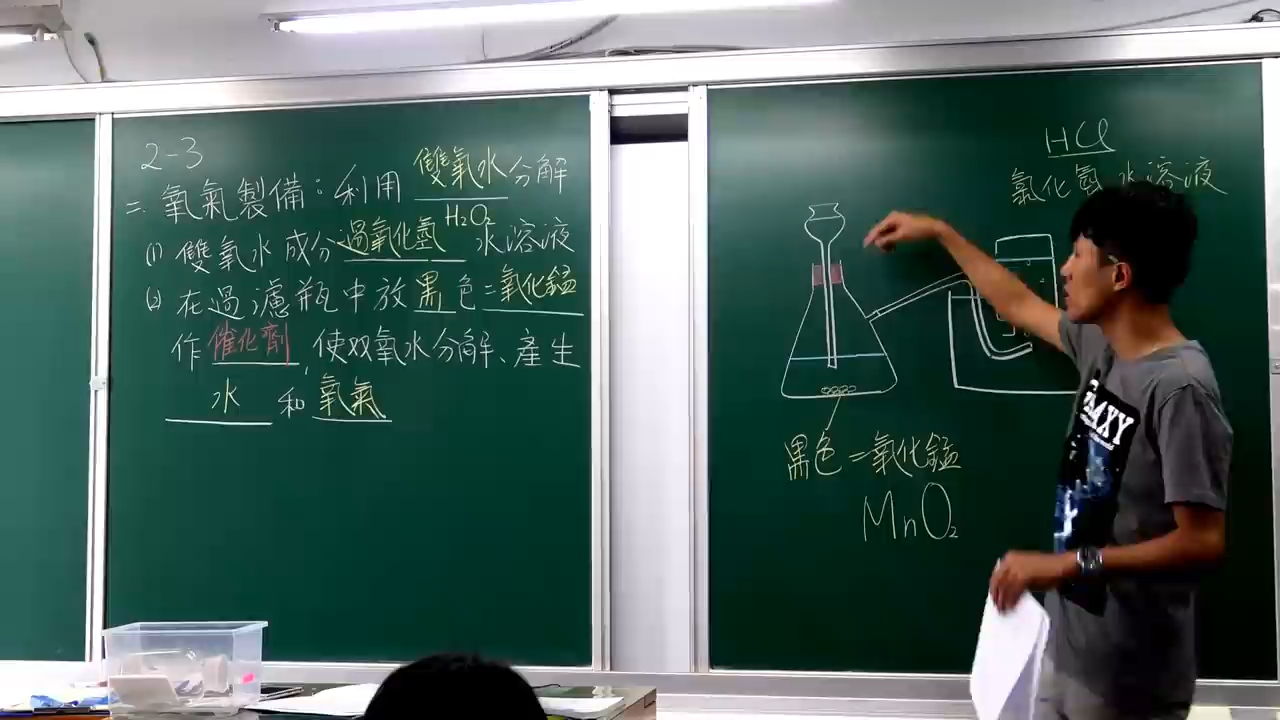 2-3
二. 氧氣製備：利用 雙氧水 分解
H₂O₂
(1) 雙氧水 成分 過氧化氫 水溶液
(2) 在過濾瓶中放 黑色 二氧化錳
作 催化劑, 使双氧水分解、產生
水 和 氧氣
HCl
氯化氫 水溶液
黑色 二氧化錳
MnO₂